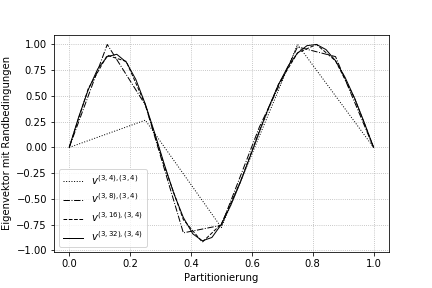 1.00
0.75
0.50
0.25
0.00
−0.25
−0.50
−0.75
−1.00
Eigenvektor mit Randbedingungen
v^(3,4),(3,4)
v^(3,8),(3,4)
v^(3,16),(3,4)
v^(3,32),(3,4)
0.0 0.2 0.4 0.6 0.8 1.0
Partitionierung